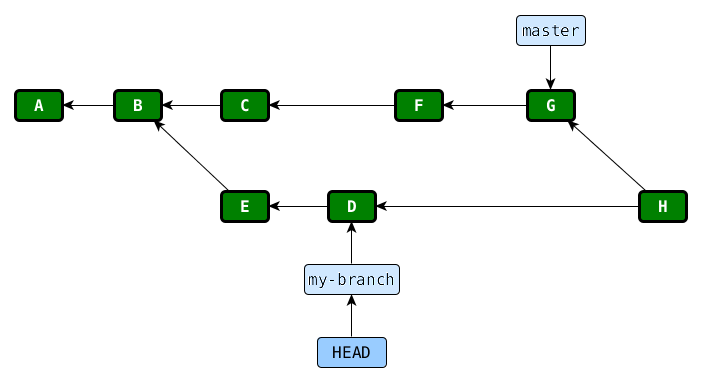 master
A B C F G
E D H
my-branch
HEAD